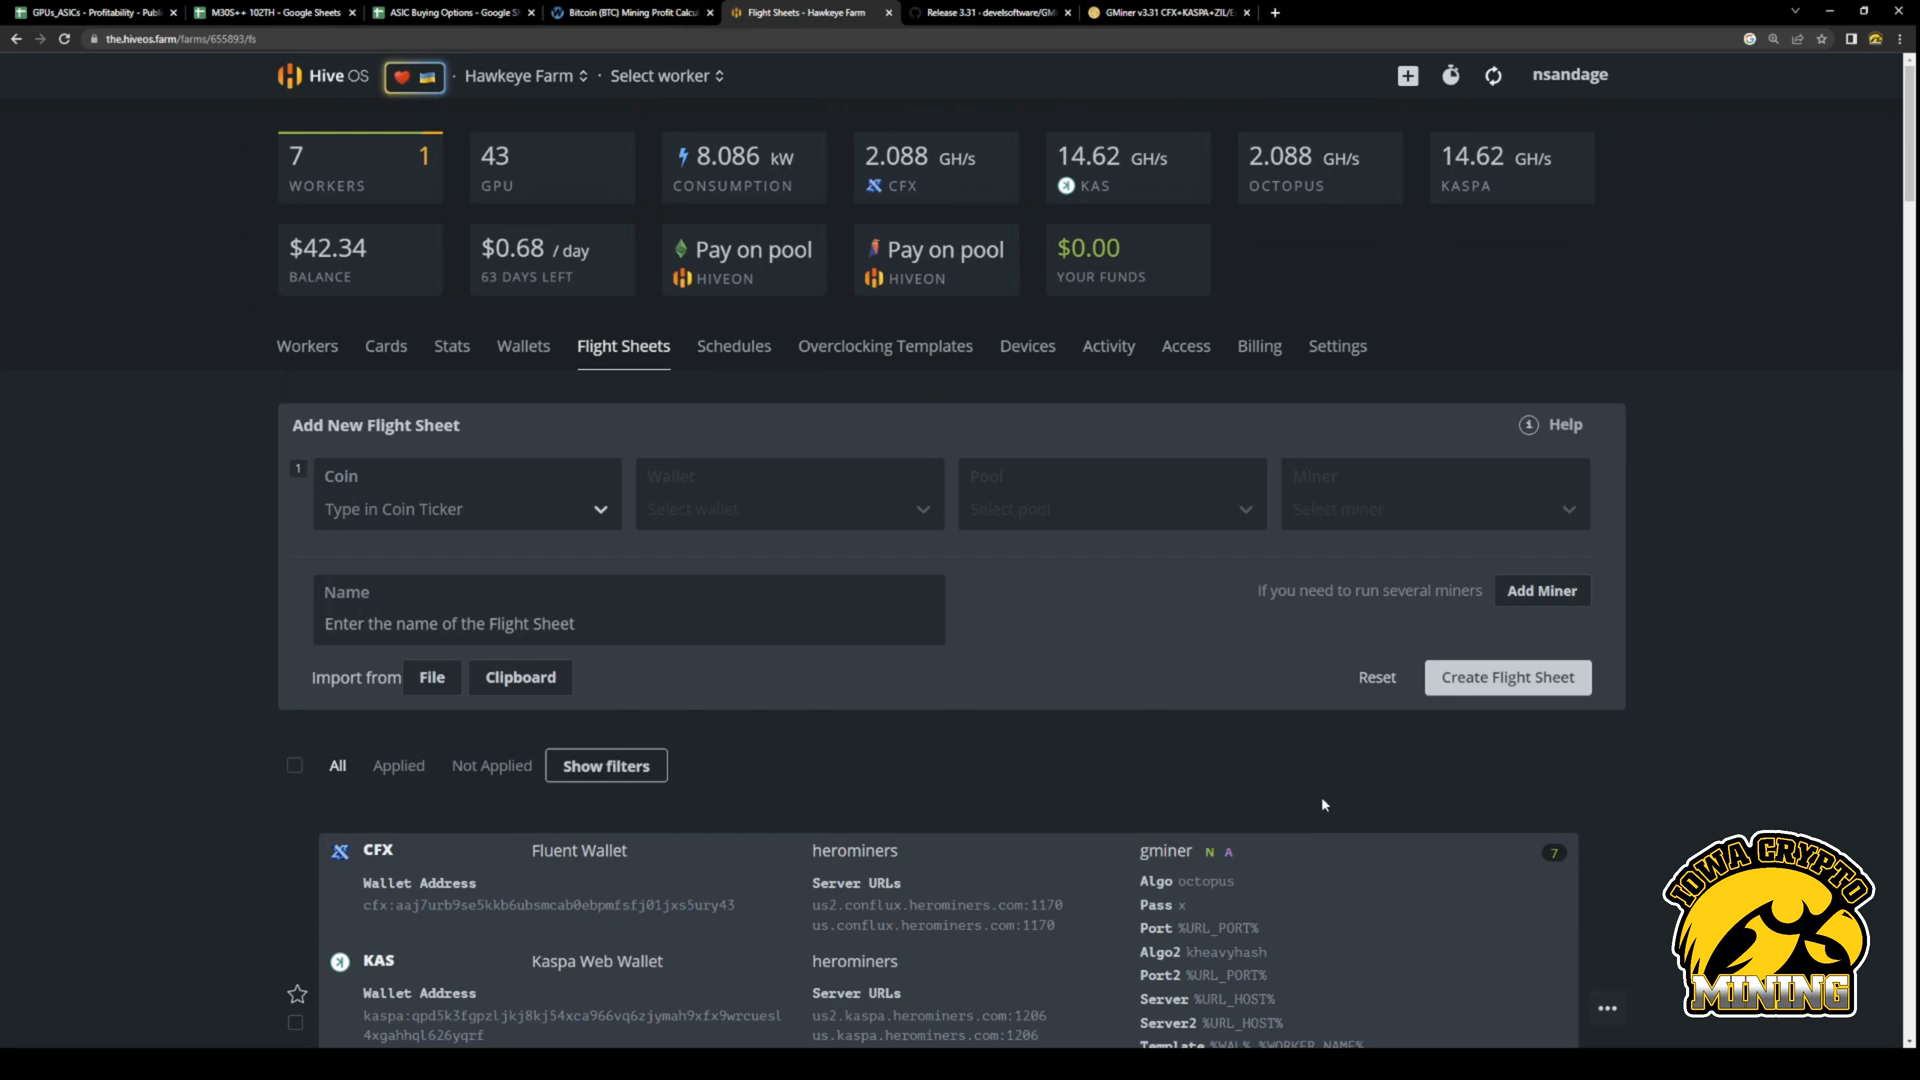 GPUs_ASICs - Profitability - Publ
M30S++ 102TH - Google Sheets
ASIC Buying Options - Google Sh
Bitcoin (BTC) Mining Profit Calcu
Flight Sheets - Hawkeye Farm
Release 3.31 · develsoftware/GMi
GMiner v3.31 CFX+KASPA+ZIL/E
the.hiveos.farm/farms/655893/fs
Hive OS
Hawkeye Farm
Select worker
nsandage
7 1
WORKERS
43
GPU
8.086 kW
CONSUMPTION
2.088 GH/s
CFX
14.62 GH/s
KAS
2.088 GH/s
OCTOPUS
14.62 GH/s
KASPA
$42.34
BALANCE
$0.68 / day
63 DAYS LEFT
Pay on pool
HIVEON
Pay on pool
HIVEON
$0.00
YOUR FUNDS
Workers Cards Stats Wallets Flight Sheets Schedules Overclocking Templates Devices Activity Access Billing Settings
Add New Flight Sheet
Help
1
Coin
Type in Coin Ticker
Wallet
Select wallet
Pool
Select pool
Miner
Select miner
Name
Enter the name of the Flight Sheet
If you need to run several miners Add Miner
Import from File Clipboard
Reset Create Flight Sheet
All Applied Not Applied Show filters
CFX
Fluent Wallet
herominers
gminer N A
7
Wallet Address
cfx:aaj7urb9se5kkb6ubsmcab0ebpmfsfj01jxs5ury43
Server URLs
us2.conflux.herominers.com:1170
us.conflux.herominers.com:1170
Algo octopus
Pass x
Port %URL_PORT%
Algo2 kheavyhash
Port2 %URL_PORT%
Server %URL_HOST%
Server2 %URL_HOST%
Template %WAL%.%WORKER_NAME%
KAS
Kaspa Web Wallet
herominers
Wallet Address
kaspa:qpd5k3fgpzljkj8kj54xca966vq6zjymah9xfx9wrcuesl
4xgahhql626yqrf
Server URLs
us2.kaspa.herominers.com:1206
us.kaspa.herominers.com:1206
IOWA CRYPTO
MINING